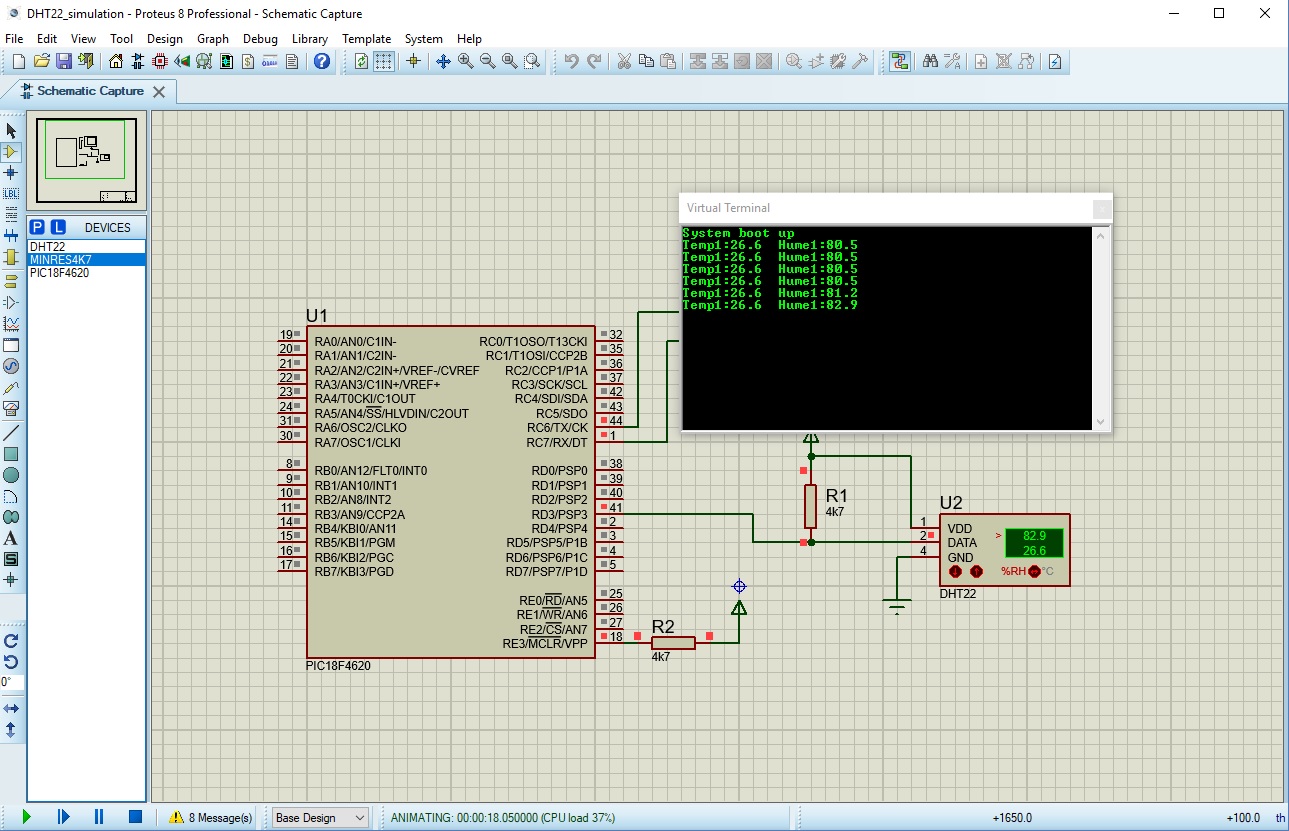 DHT22_simulation - Proteus 8 Professional - Schematic Capture
File Edit View Tool Design Graph Debug Library Template System Help
Schematic Capture
P L DEVICES
DHT22
MINRES4K7
PIC18F4620
LBL
A
S
0°
Virtual Terminal
System boot up
Temp1:26.6 Hume1:80.5
Temp1:26.6 Hume1:80.5
Temp1:26.6 Hume1:80.5
Temp1:26.6 Hume1:80.5
Temp1:26.6 Hume1:81.2
Temp1:26.6 Hume1:82.9
U1
19 RA0/AN0/C1IN- RC0/T1OSO/T13CKI 32
20 RA1/AN1/C2IN- RC1/T1OSI/CCP2B 35
21 RA2/AN2/C2IN+/VREF-/CVREF RC2/CCP1/P1A 36
22 RA3/AN3/C1IN+/VREF+ RC3/SCK/SCL 37
23 RA4/T0CKI/C1OUT RC4/SDI/SDA 42
24 RA5/AN4/SS/HLVDIN/C2OUT RC5/SDO 43
31 RA6/OSC2/CLKO RC6/TX/CK 44
30 RA7/OSC1/CLKI RC7/RX/DT 1
8 RB0/AN12/FLT0/INT0 RD0/PSP0 38
9 RB1/AN10/INT1 RD1/PSP1 39
10 RB2/AN8/INT2 RD2/PSP2 40
11 RB3/AN9/CCP2A RD3/PSP3 41
14 RB4/KBI0/AN11 RD4/PSP4 2
15 RB5/KBI1/PGM RD5/PSP5/P1B 3
16 RB6/KBI2/PGC RD6/PSP6/P1C 4
17 RB7/KBI3/PGD RD7/PSP7/P1D 5
RE0/RD/AN5 25
RE1/WR/AN6 26
RE2/CS/AN7 27
RE3/MCLR/VPP 18
PIC18F4620
R1
4k7
R2
4k7
U2
1 VDD
2 DATA
4 GND
> 82.9
26.6
%RH °C
DHT22
8 Message(s) Base Design ANIMATING: 00:00:18.050000 (CPU load 37%) +1650.0 +100.0 th